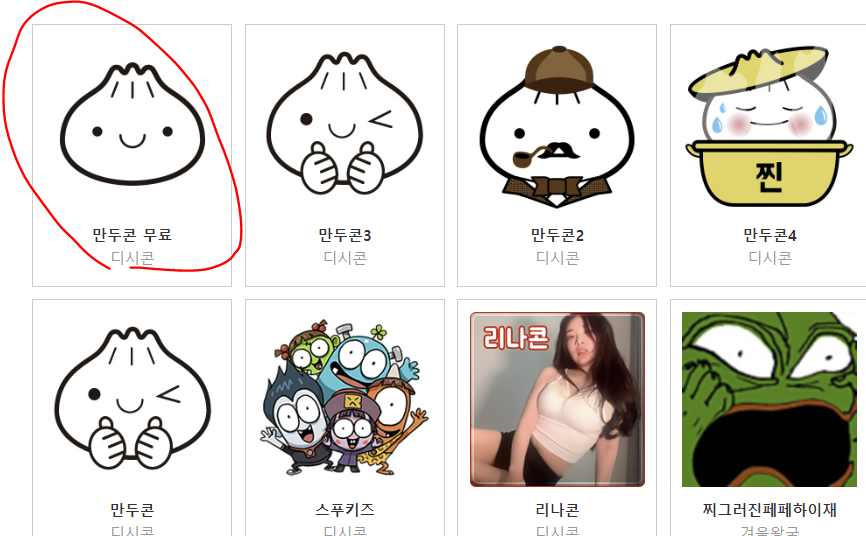 찐
만두콘 무료
디시콘
만두콘3
디시콘
만두콘2
디시콘
만두콘4
디시콘
리나콘
만두콘
디시콘
스푸키즈
디시콘
리나콘
디시콘
찌그러진페페하이재
겨울왕국